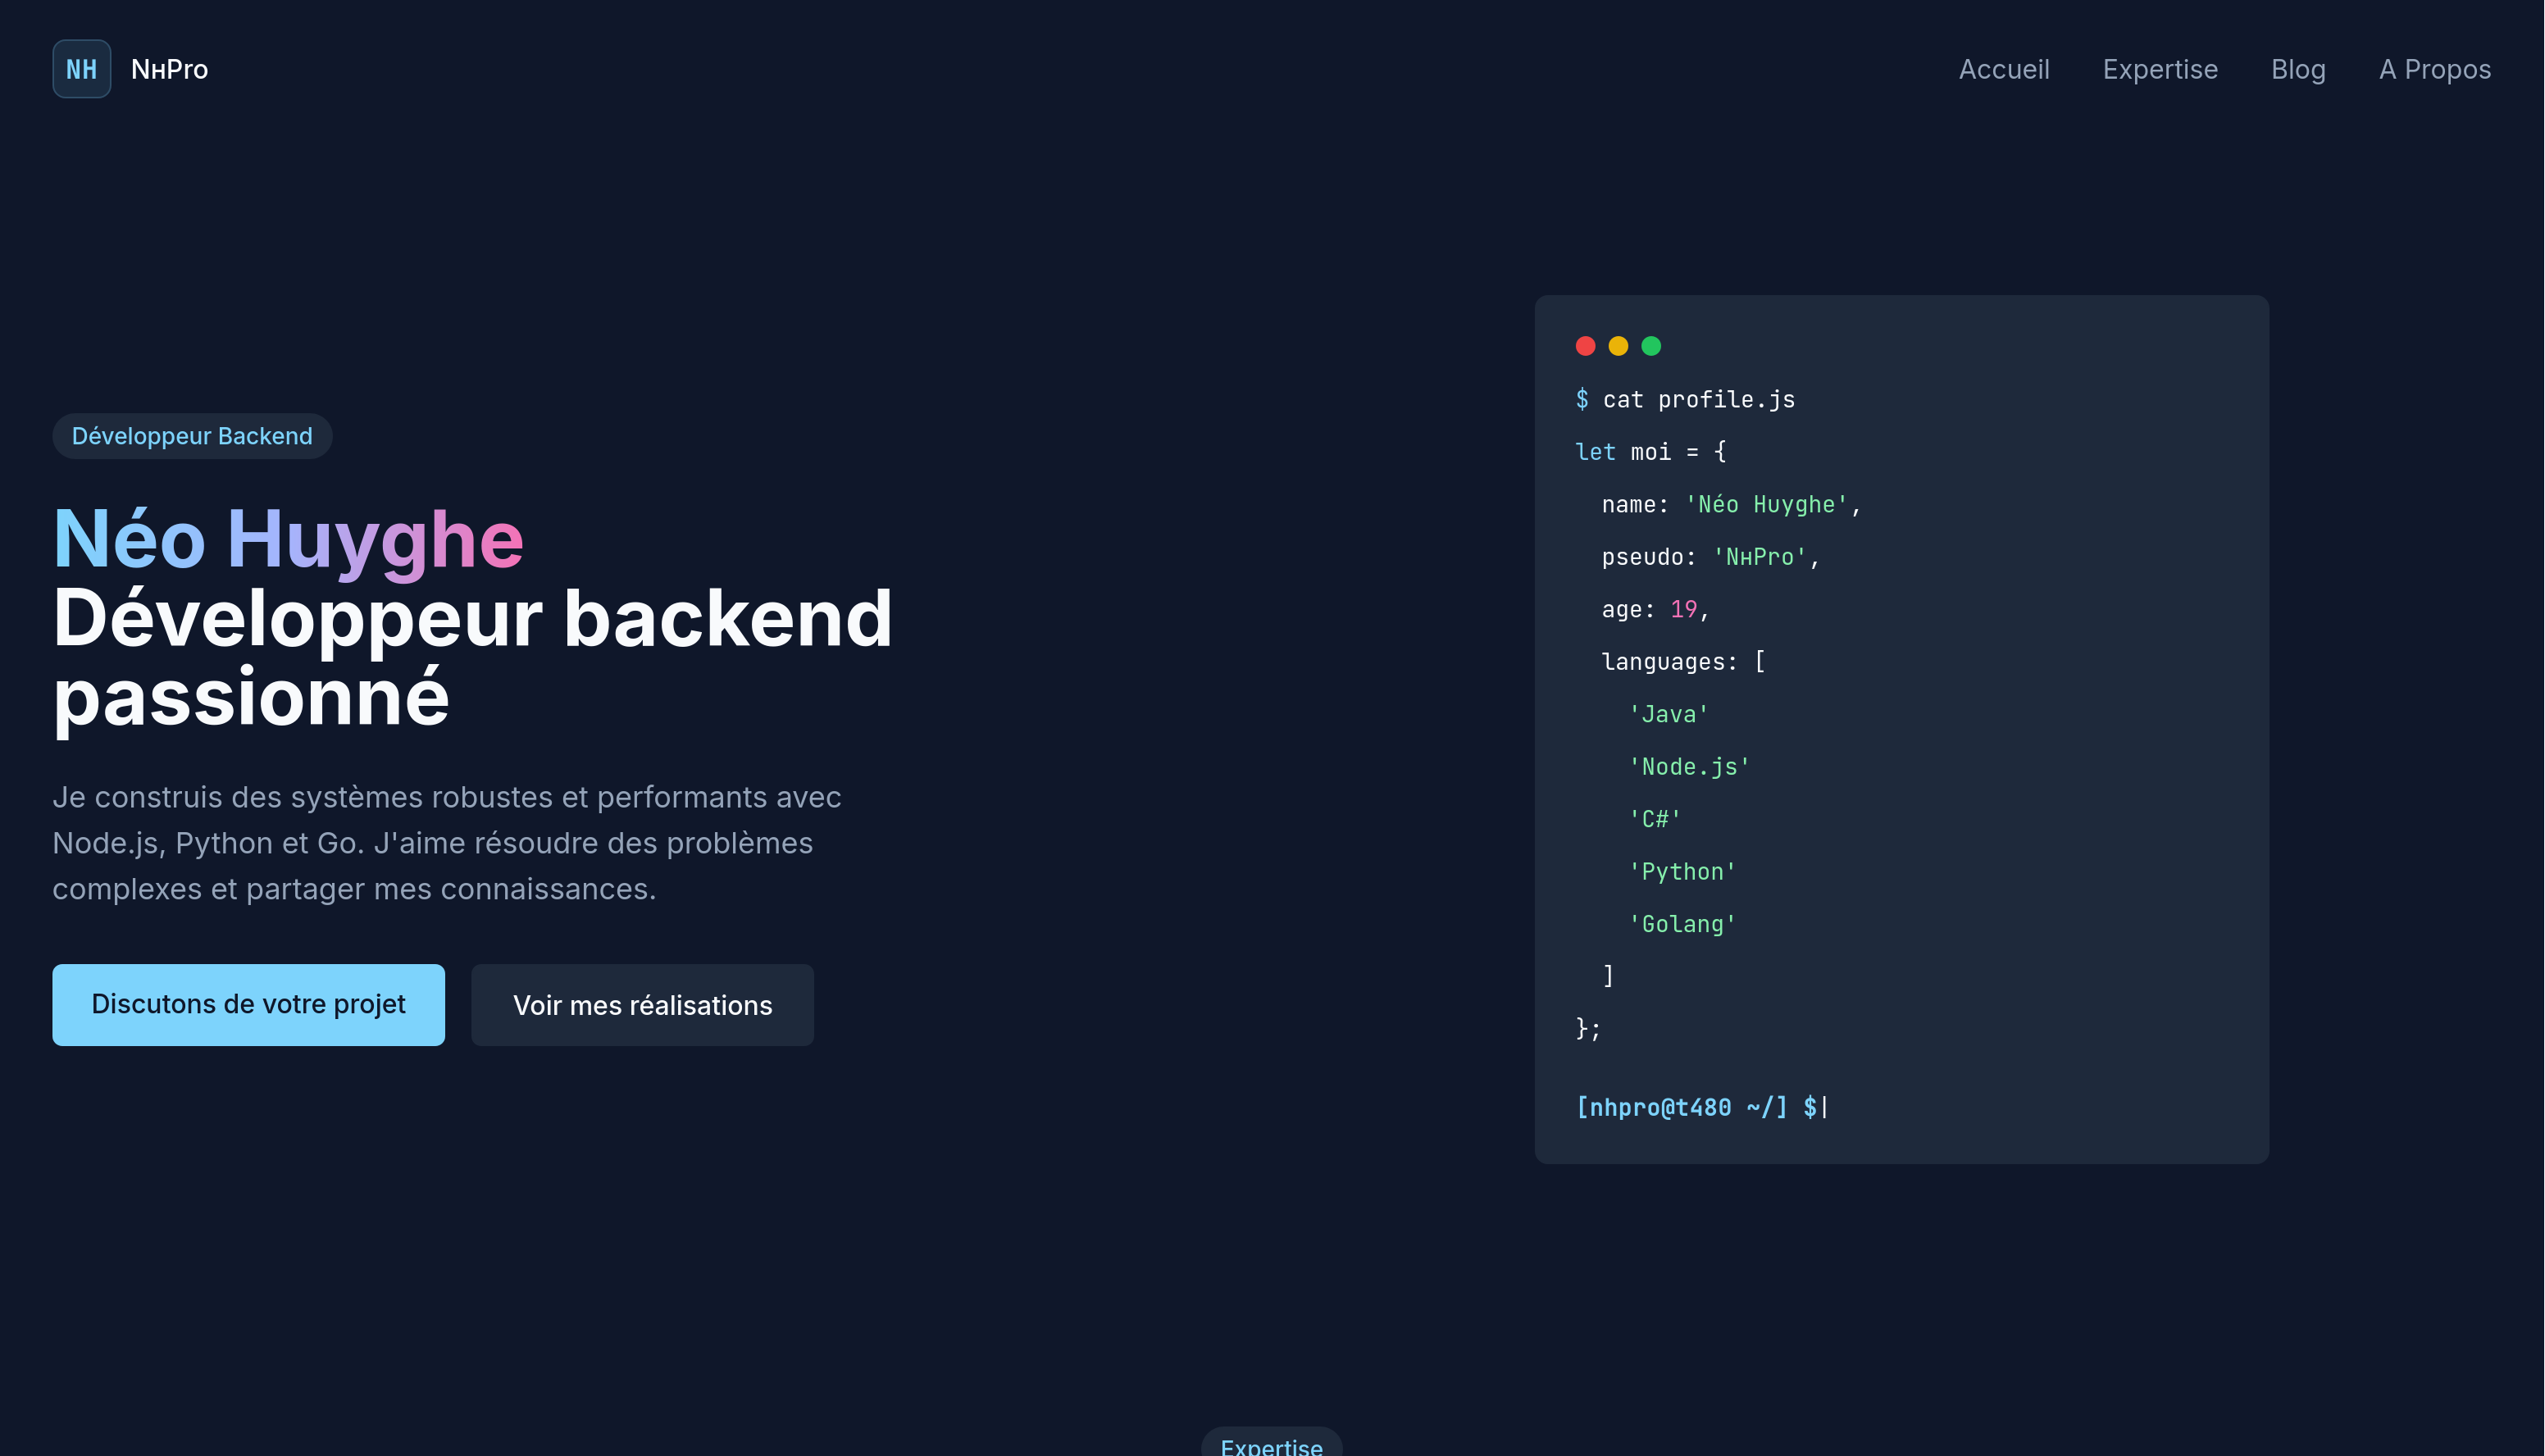 NH NʜPro
Accueil Expertise Blog A Propos
Développeur Backend
Néo Huyghe
Développeur backend
passionné
Je construis des systèmes robustes et performants avec
Node.js, Python et Go. J'aime résoudre des problèmes
complexes et partager mes connaissances.
Discutons de votre projet
Voir mes réalisations
$ cat profile.js
let moi = {
name: 'Néo Huyghe',
pseudo: 'NʜPro',
age: 19,
languages: [
'Java'
'Node.js'
'C#'
'Python'
'Golang'
]
};
[nhpro@t480 ~/] $|
Expertise